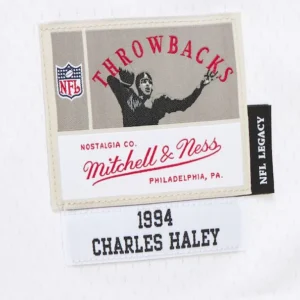 THROWBACKS
NFL
NOSTALGIA CO.
Mitchell & Ness
PHILADELPHIA, PA.
NFL LEGACY
1994
CHARLES HALEY